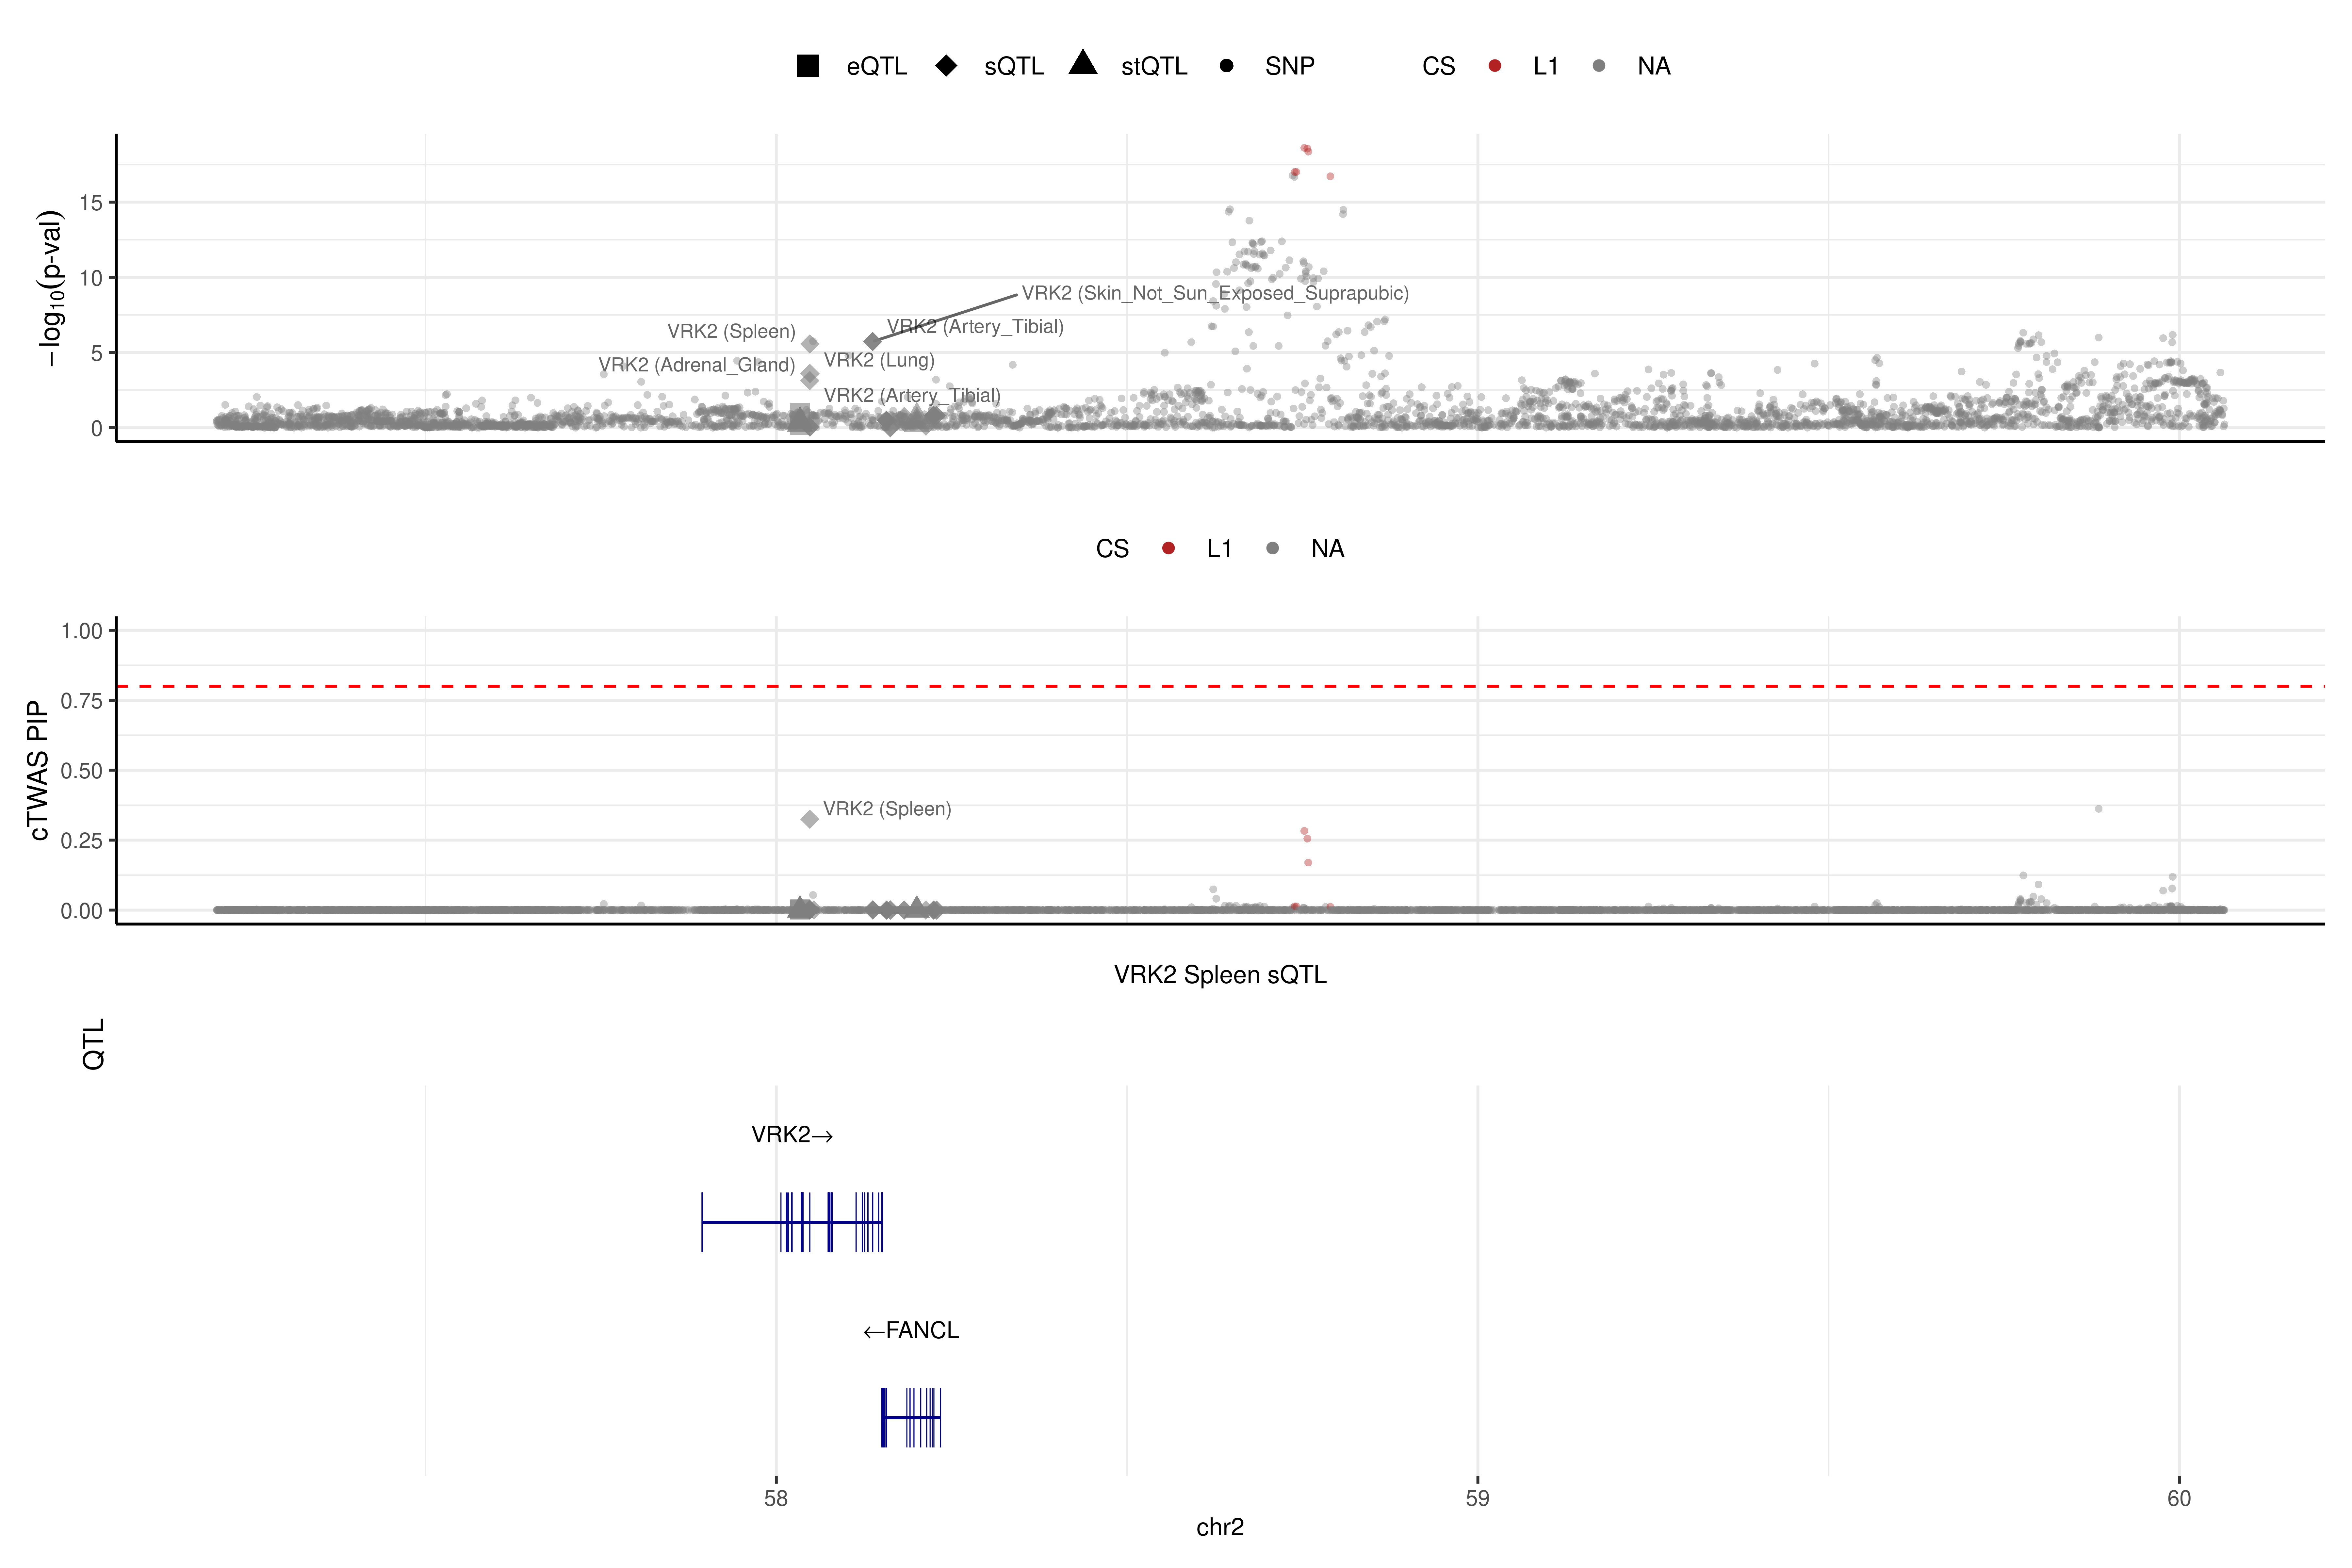 eQTL sQTL stQTL SNP CS L1 NA
−log10(p-val)
15
10
5
0
VRK2 (Skin_Not_Sun_Exposed_Suprapubic)
VRK2 (Spleen)
VRK2 (Artery_Tibial)
VRK2 (Adrenal_Gland)
VRK2 (Lung)
VRK2 (Artery_Tibial)
CS L1 NA
cTWAS PIP
1.00
0.75
0.50
0.25
0.00
VRK2 (Spleen)
VRK2 Spleen sQTL
QTL
VRK2→
←FANCL
58 59 60
chr2